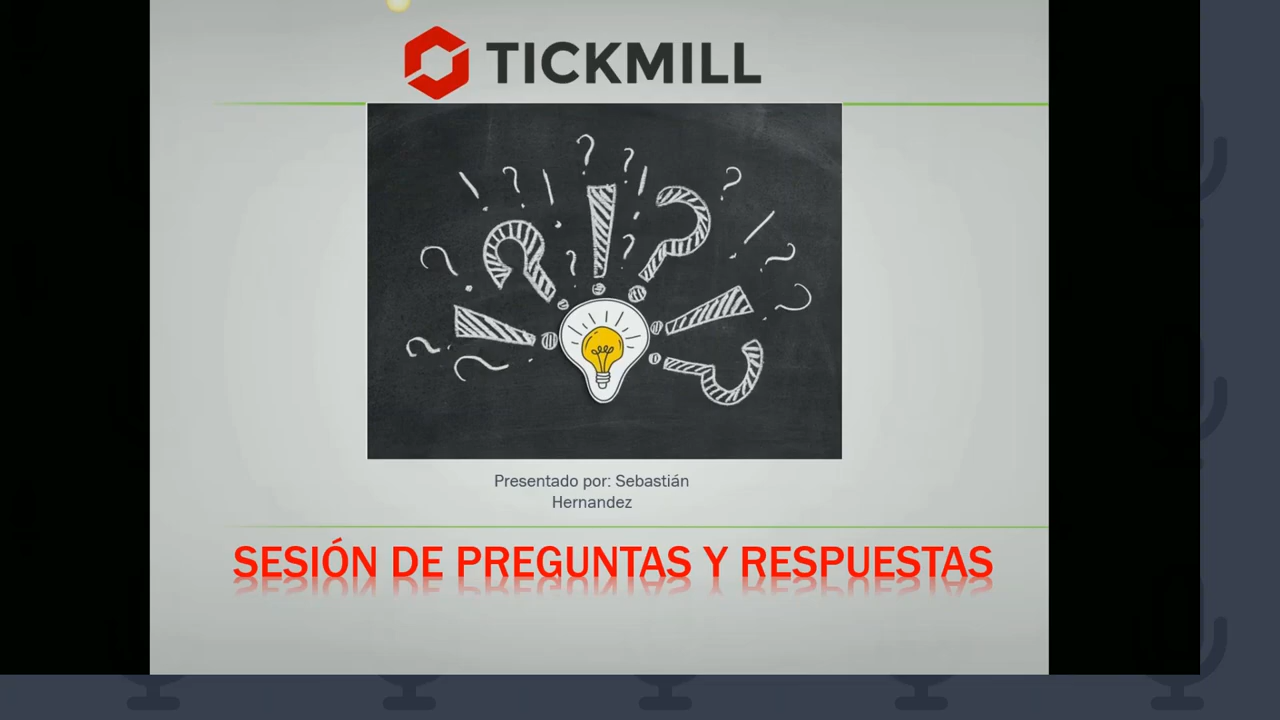 TICKMILL
Presentado por: Sebastián
Hernandez
SESIÓN DE PREGUNTAS Y RESPUESTAS